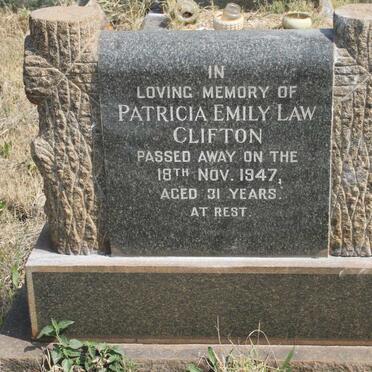 IN
LOVING MEMORY OF
PATRICIA EMILY LAW
CLIFTON
PASSED AWAY ON THE
18TH NOV. 1947,
AGED 31 YEARS.
AT REST.